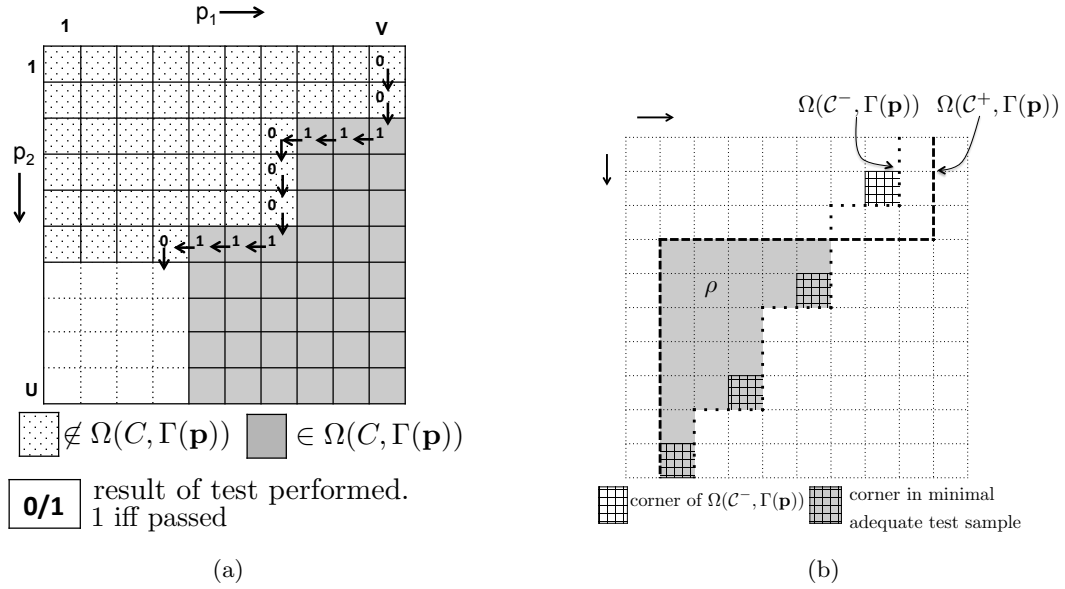 p₁
1 V
1
0
0
0 1 1 1
p₂
0
0
0 1 1 1
U
∉ Ω(C, Γ(𝐩)) ∈ Ω(C, Γ(𝐩))
0/1 result of test performed.
1 iff passed
(a)
Ω(𝒞⁻, Γ(𝐩)) Ω(𝒞⁺, Γ(𝐩))
ρ
corner of Ω(𝒞⁻, Γ(𝐩))
corner in minimal
adequate test sample
(b)